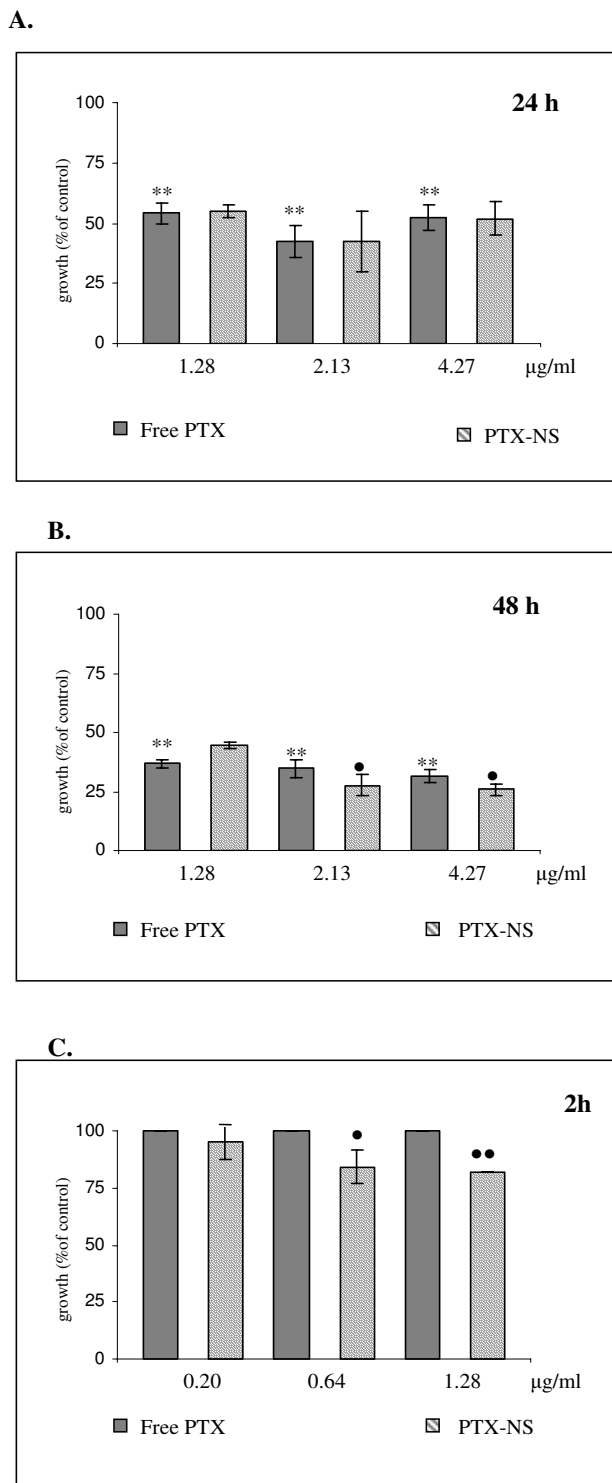 A.
24 h
100
75
50
25
0
growth (%of control)
** ** **
1.28 2.13 4.27 µg/ml
Free PTX PTX-NS
B.
48 h
100
75
50
25
0
growth (%of control)
** ** • ** •
1.28 2.13 4.27 µg/ml
Free PTX PTX-NS
C.
2h
100
75
50
25
0
growth (%of control)
• ••
0.20 0.64 1.28 µg/ml
Free PTX PTX-NS